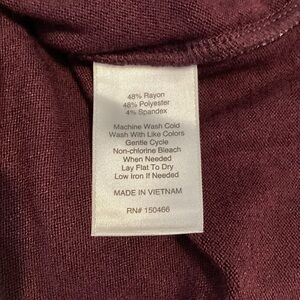 48% Rayon
48% Polyester
4% Spandex
Machine Wash Cold
Wash With Like Colors
Gentle Cycle
Non-chlorine Bleach
When Needed
Lay Flat To Dry
Low Iron If Needed
MADE IN VIETNAM
RN# 150466